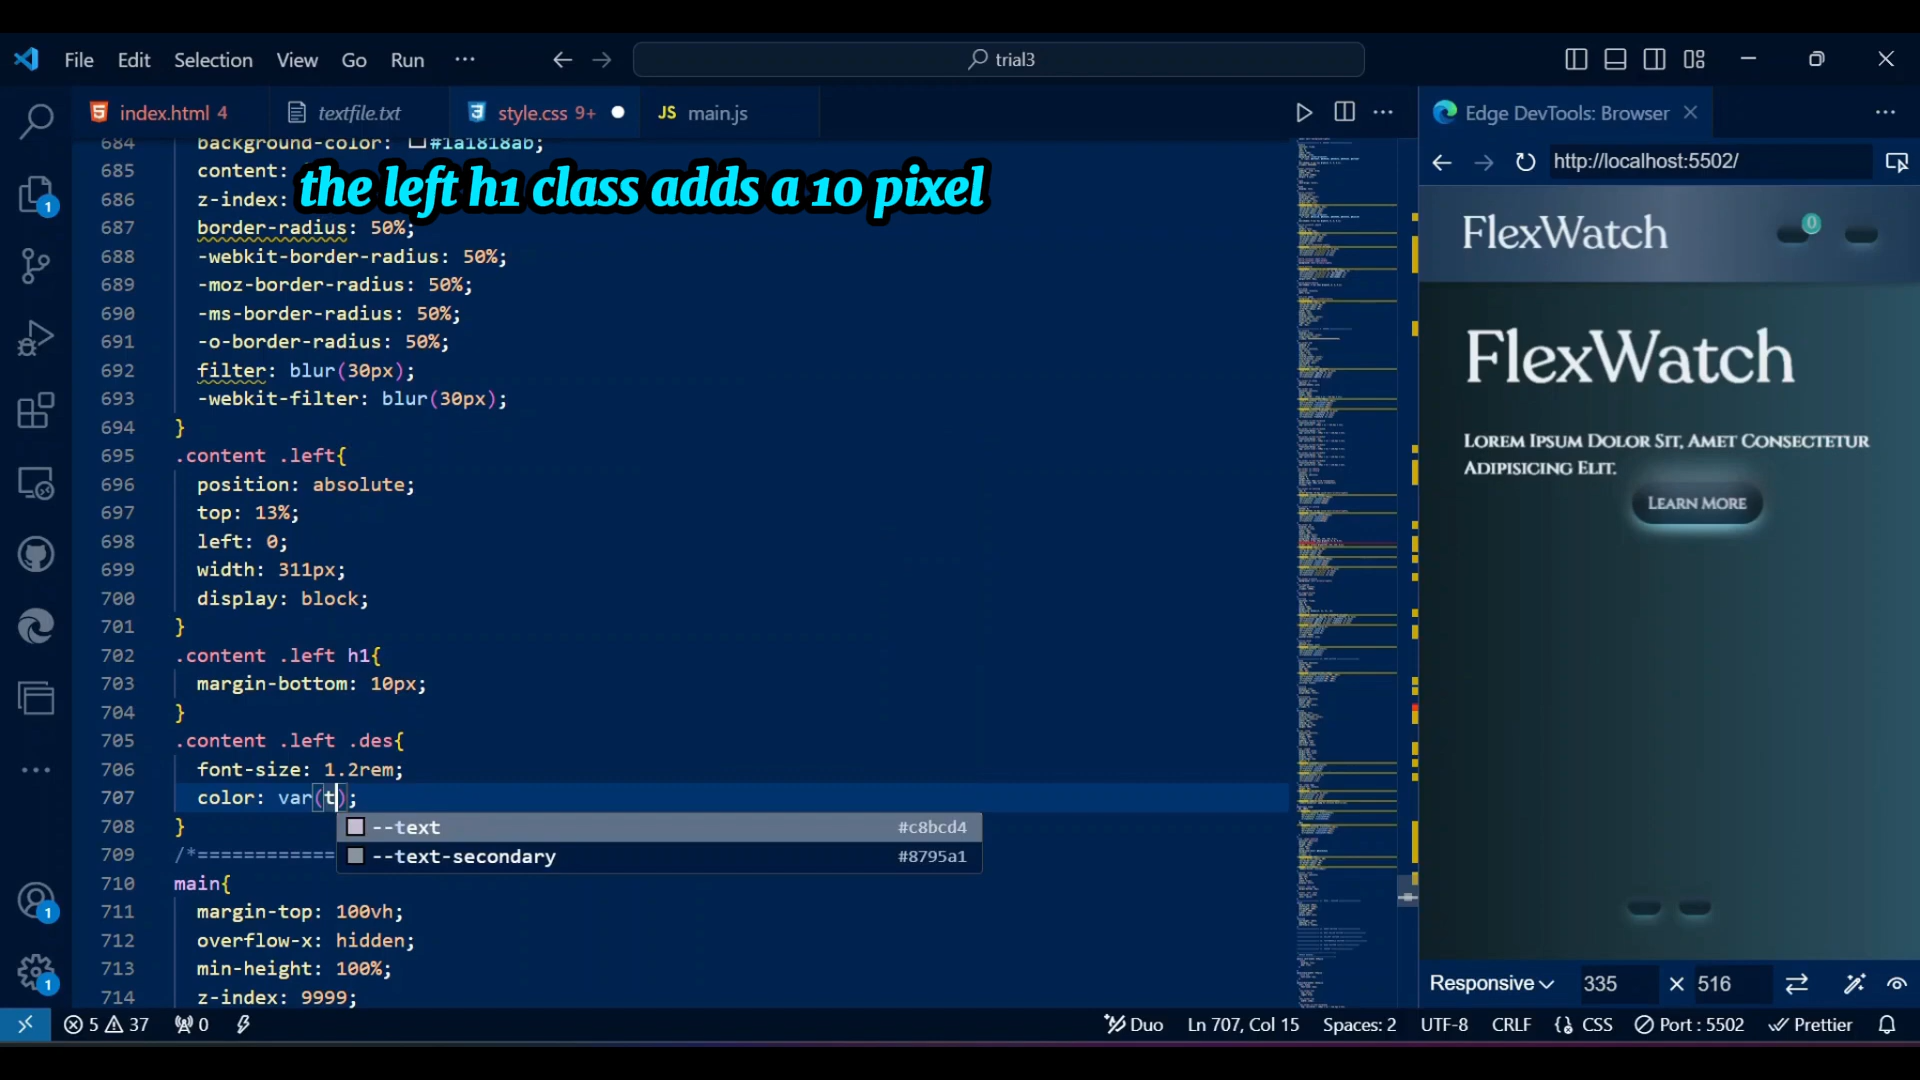 File Edit Selection View Go Run ··· trial3
index.html 4 textfile.txt style.css 9+ JS main.js
Edge DevTools: Browser
http://localhost:5502/
684 background-color: #1a1818ab;
685 content:
686 z-index:
the left h1 class adds a 10 pixel
687 border-radius: 50%;
688 -webkit-border-radius: 50%;
689 -moz-border-radius: 50%;
690 -ms-border-radius: 50%;
691 -o-border-radius: 50%;
692 filter: blur(30px);
693 -webkit-filter: blur(30px);
694 }
695 .content .left{
696 position: absolute;
697 top: 13%;
698 left: 0;
699 width: 311px;
700 display: block;
701 }
702 .content .left h1{
703 margin-bottom: 10px;
704 }
705 .content .left .des{
706 font-size: 1.2rem;
707 color: var(t);
708 }
--text #c8bcd4
709 /*============
--text-secondary #8795a1
710 main{
711 margin-top: 100vh;
712 overflow-x: hidden;
713 min-height: 100%;
714 z-index: 9999;
FlexWatch 0
FlexWatch
Lorem Ipsum Dolor Sit, Amet Consectetur
Adipisicing Elit.
Learn More
Responsive 335 × 516
1
1
1
5 37 0 Duo Ln 707, Col 15 Spaces: 2 UTF-8 CRLF {} CSS Port : 5502 Prettier